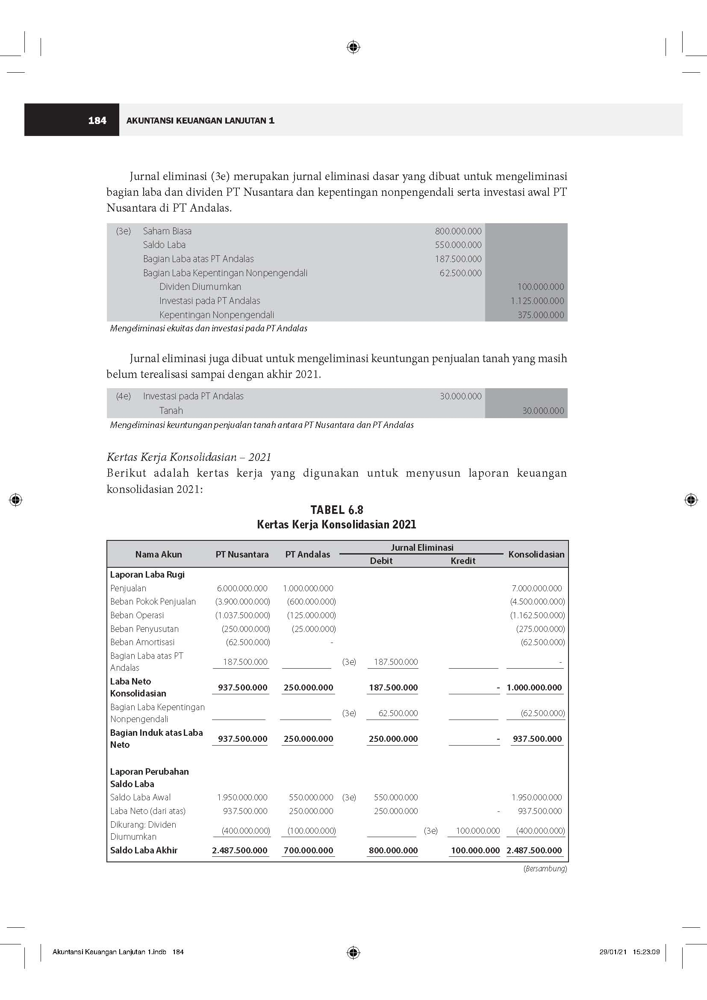 184 AKUNTANSI KEUANGAN LANJUTAN 1
Jurnal eliminasi (3e) merupakan jurnal eliminasi dasar yang dibuat untuk mengeliminasi
bagian laba dan dividen PT Nusantara dan kepentingan nonpengendali serta investasi awal PT
Nusantara di PT Andalas.
(3e) Saham Biasa 800.000.000
Saldo Laba 550.000.000
Bagian Laba atas PT Andalas 187.500.000
Bagian Laba Kepentingan Nonpengendali 62.500.000
Dividen Diumumkan 100.000.000
Investasi pada PT Andalas 1.125.000.000
Kepentingan Nonpengendali 375.000.000
Mengeliminasi ekuitas dan investasi pada PT Andalas
Jurnal eliminasi juga dibuat untuk mengeliminasi keuntungan penjualan tanah yang masih
belum terealisasi sampai dengan akhir 2021.
(4e) Investasi pada PT Andalas 30.000.000
Tanah 30.000.000
Mengeliminasi keuntungan penjualan tanah antara PT Nusantara dan PT Andalas
Kertas Kerja Konsolidasian – 2021
Berikut adalah kertas kerja yang digunakan untuk menyusun laporan keuangan
konsolidasian 2021:
TABEL 6.8
Kertas Kerja Konsolidasian 2021
Nama Akun PT Nusantara PT Andalas Jurnal Eliminasi Konsolidasian
Debit Kredit
Laporan Laba Rugi
Penjualan 6.000.000.000 1.000.000.000 7.000.000.000
Beban Pokok Penjualan (3.900.000.000) (600.000.000) (4.500.000.000)
Beban Operasi (1.037.500.000) (125.000.000) (1.162.500.000)
Beban Penyusutan (250.000.000) (25.000.000) (275.000.000)
Beban Amortisasi (62.500.000) - (62.500.000)
Bagian Laba atas PT
Andalas 187.500.000 (3e) 187.500.000 -
Laba Neto
Konsolidasian 937.500.000 250.000.000 187.500.000 - 1.000.000.000
Bagian Laba Kepentingan
Nonpengendali (3e) 62.500.000 (62.500.000)
Bagian Induk atas Laba
Neto 937.500.000 250.000.000 250.000.000 - 937.500.000
Laporan Perubahan
Saldo Laba
Saldo Laba Awal 1.950.000.000 550.000.000 (3e) 550.000.000 1.950.000.000
Laba Neto (dari atas) 937.500.000 250.000.000 250.000.000 - 937.500.000
Dikurang: Dividen
Diumumkan (400.000.000) (100.000.000) (3e) 100.000.000 (400.000.000)
Saldo Laba Akhir 2.487.500.000 700.000.000 800.000.000 100.000.000 2.487.500.000
(Bersambung)
Akuntansi Keuangan Lanjutan 1.indb 184 29/01/21 15:23:09